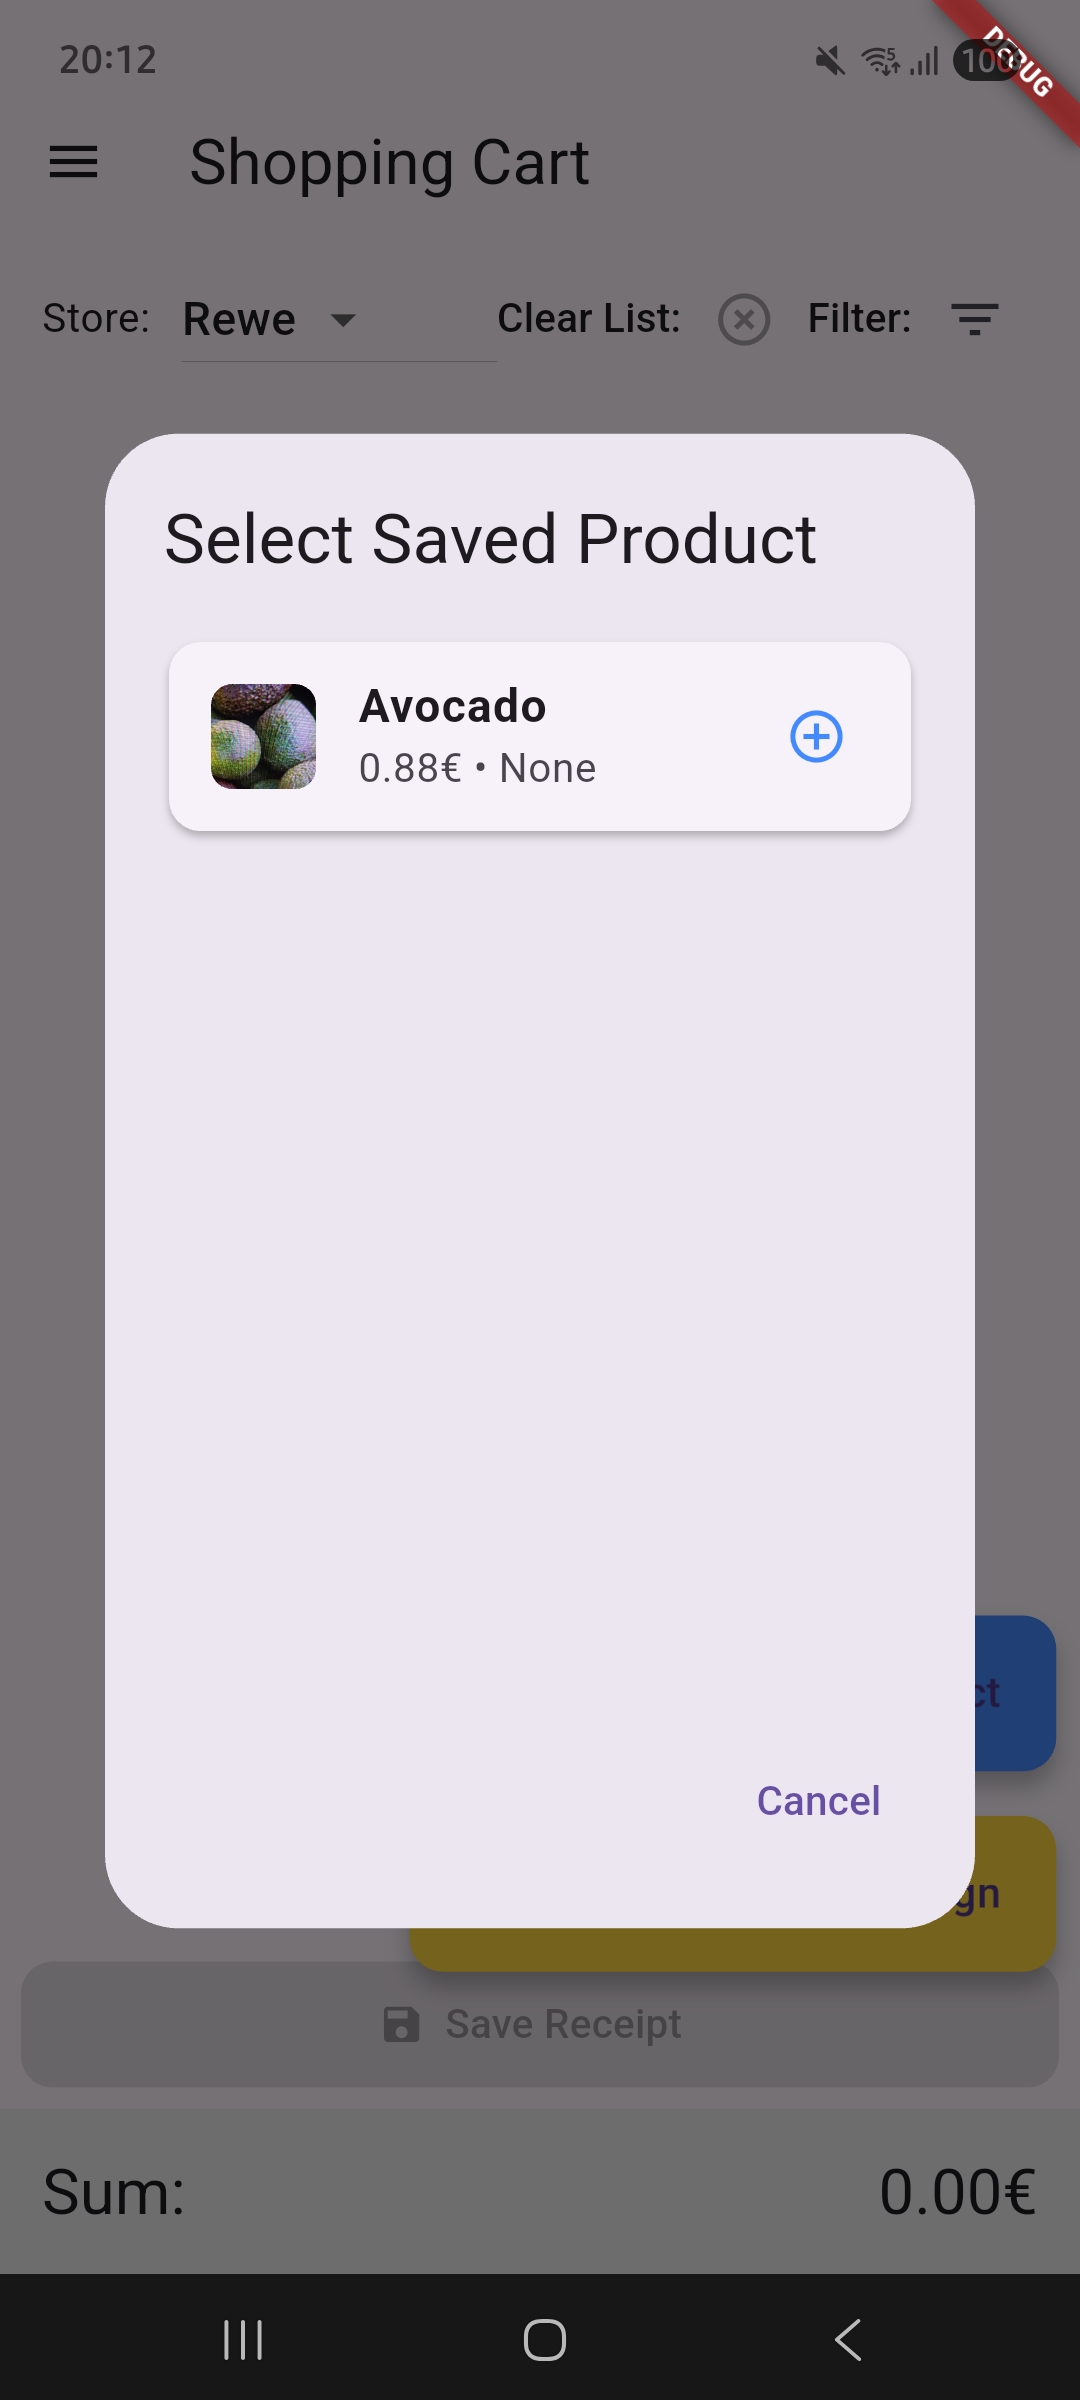 20:12
DEBUG
Shopping Cart
Store: Rewe Clear List: Filter:
Select Saved Product
Avocado
0.88€ • None
ct
Cancel
gn
Save Receipt
Sum: 0.00€